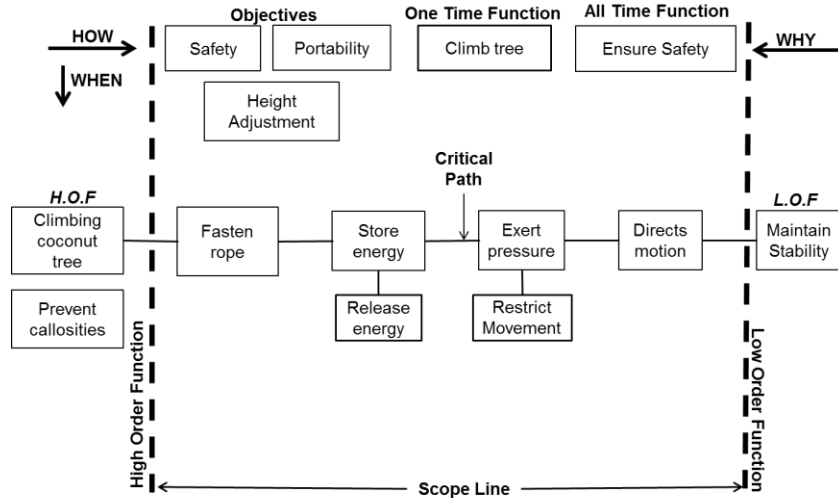 Objectives
One Time Function
All Time Function
HOW
WHEN
Safety
Portability
Climb tree
Ensure Safety
WHY
Height
Adjustment
Critical
Path
H.O.F
Climbing
coconut
tree
Fasten
rope
Store
energy
Exert
pressure
Directs
motion
L.O.F
Maintain
Stability
Prevent
callosities
Release
energy
Restrict
Movement
High Order Function
Low Order Function
Scope Line